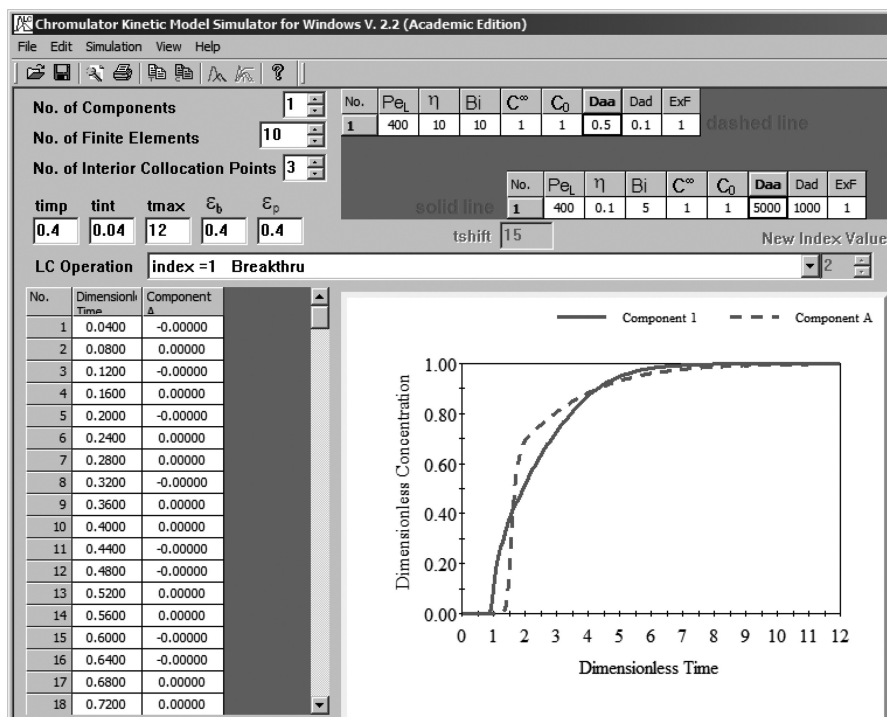 Chromulator Kinetic Model Simulator for Windows V. 2.2 (Academic Edition)
File Edit Simulation View Help
No. of Components 1
No. of Finite Elements 10
No. of Interior Collocation Points 3
No. Pe_L η Bi C^∞ C_0 Daa Dad ExF
1 400 10 10 1 1 0.5 0.1 1
dashed line
No. Pe_L η Bi C^∞ C_0 Daa Dad ExF
solid line 1 400 0.1 5 1 1 5000 1000 1
timp tint tmax ε_b ε_p
0.4 0.04 12 0.4 0.4
tshift 15
New Index Value
LC Operation index =1 Breakthru 2
No. Dimensionl Component
Time A
1 0.0400 -0.00000
2 0.0800 0.00000
3 0.1200 -0.00000
4 0.1600 0.00000
5 0.2000 -0.00000
6 0.2400 0.00000
7 0.2800 0.00000
8 0.3200 -0.00000
9 0.3600 0.00000
10 0.4000 0.00000
11 0.4400 -0.00000
12 0.4800 -0.00000
13 0.5200 0.00000
14 0.5600 0.00000
15 0.6000 -0.00000
16 0.6400 -0.00000
17 0.6800 0.00000
18 0.7200 0.00000
Component 1 Component A
Dimensionless Concentration
1.00
0.80
0.60
0.40
0.20
0.00
0 1 2 3 4 5 6 7 8 9 10 11 12
Dimensionless Time